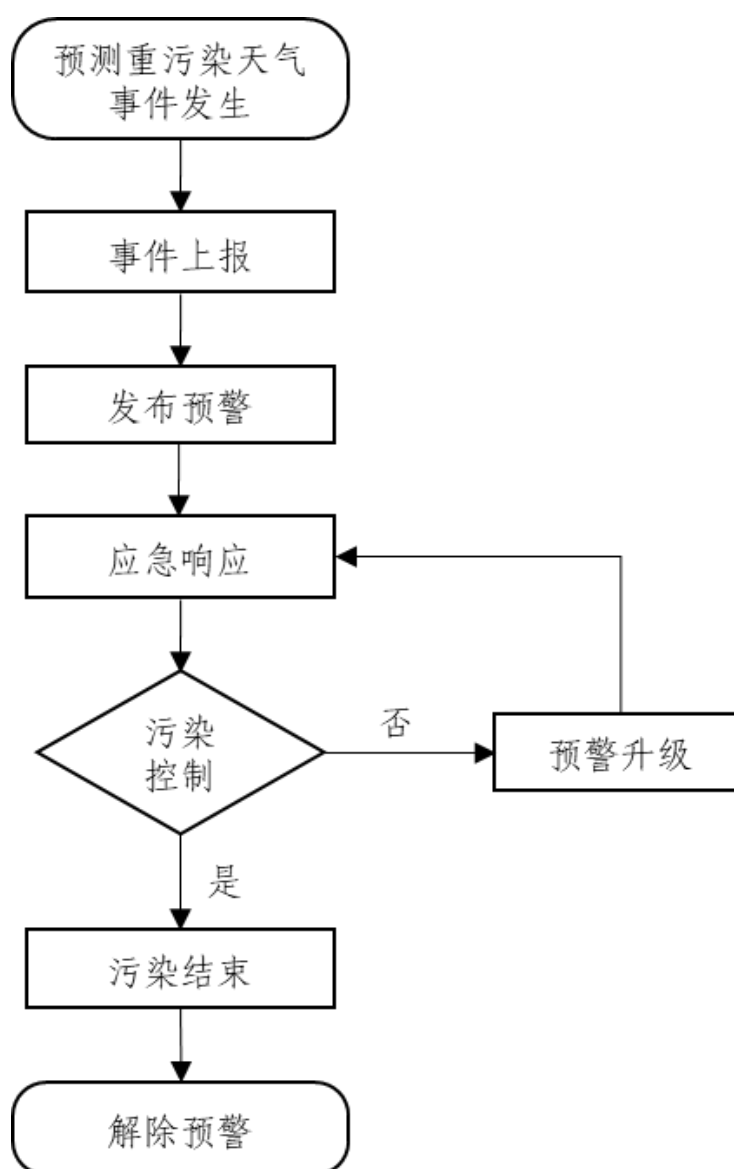 预测重污染天气
事件发生
事件上报
发布预警
应急响应
污染
控制
否
预警升级
是
污染结束
解除预警